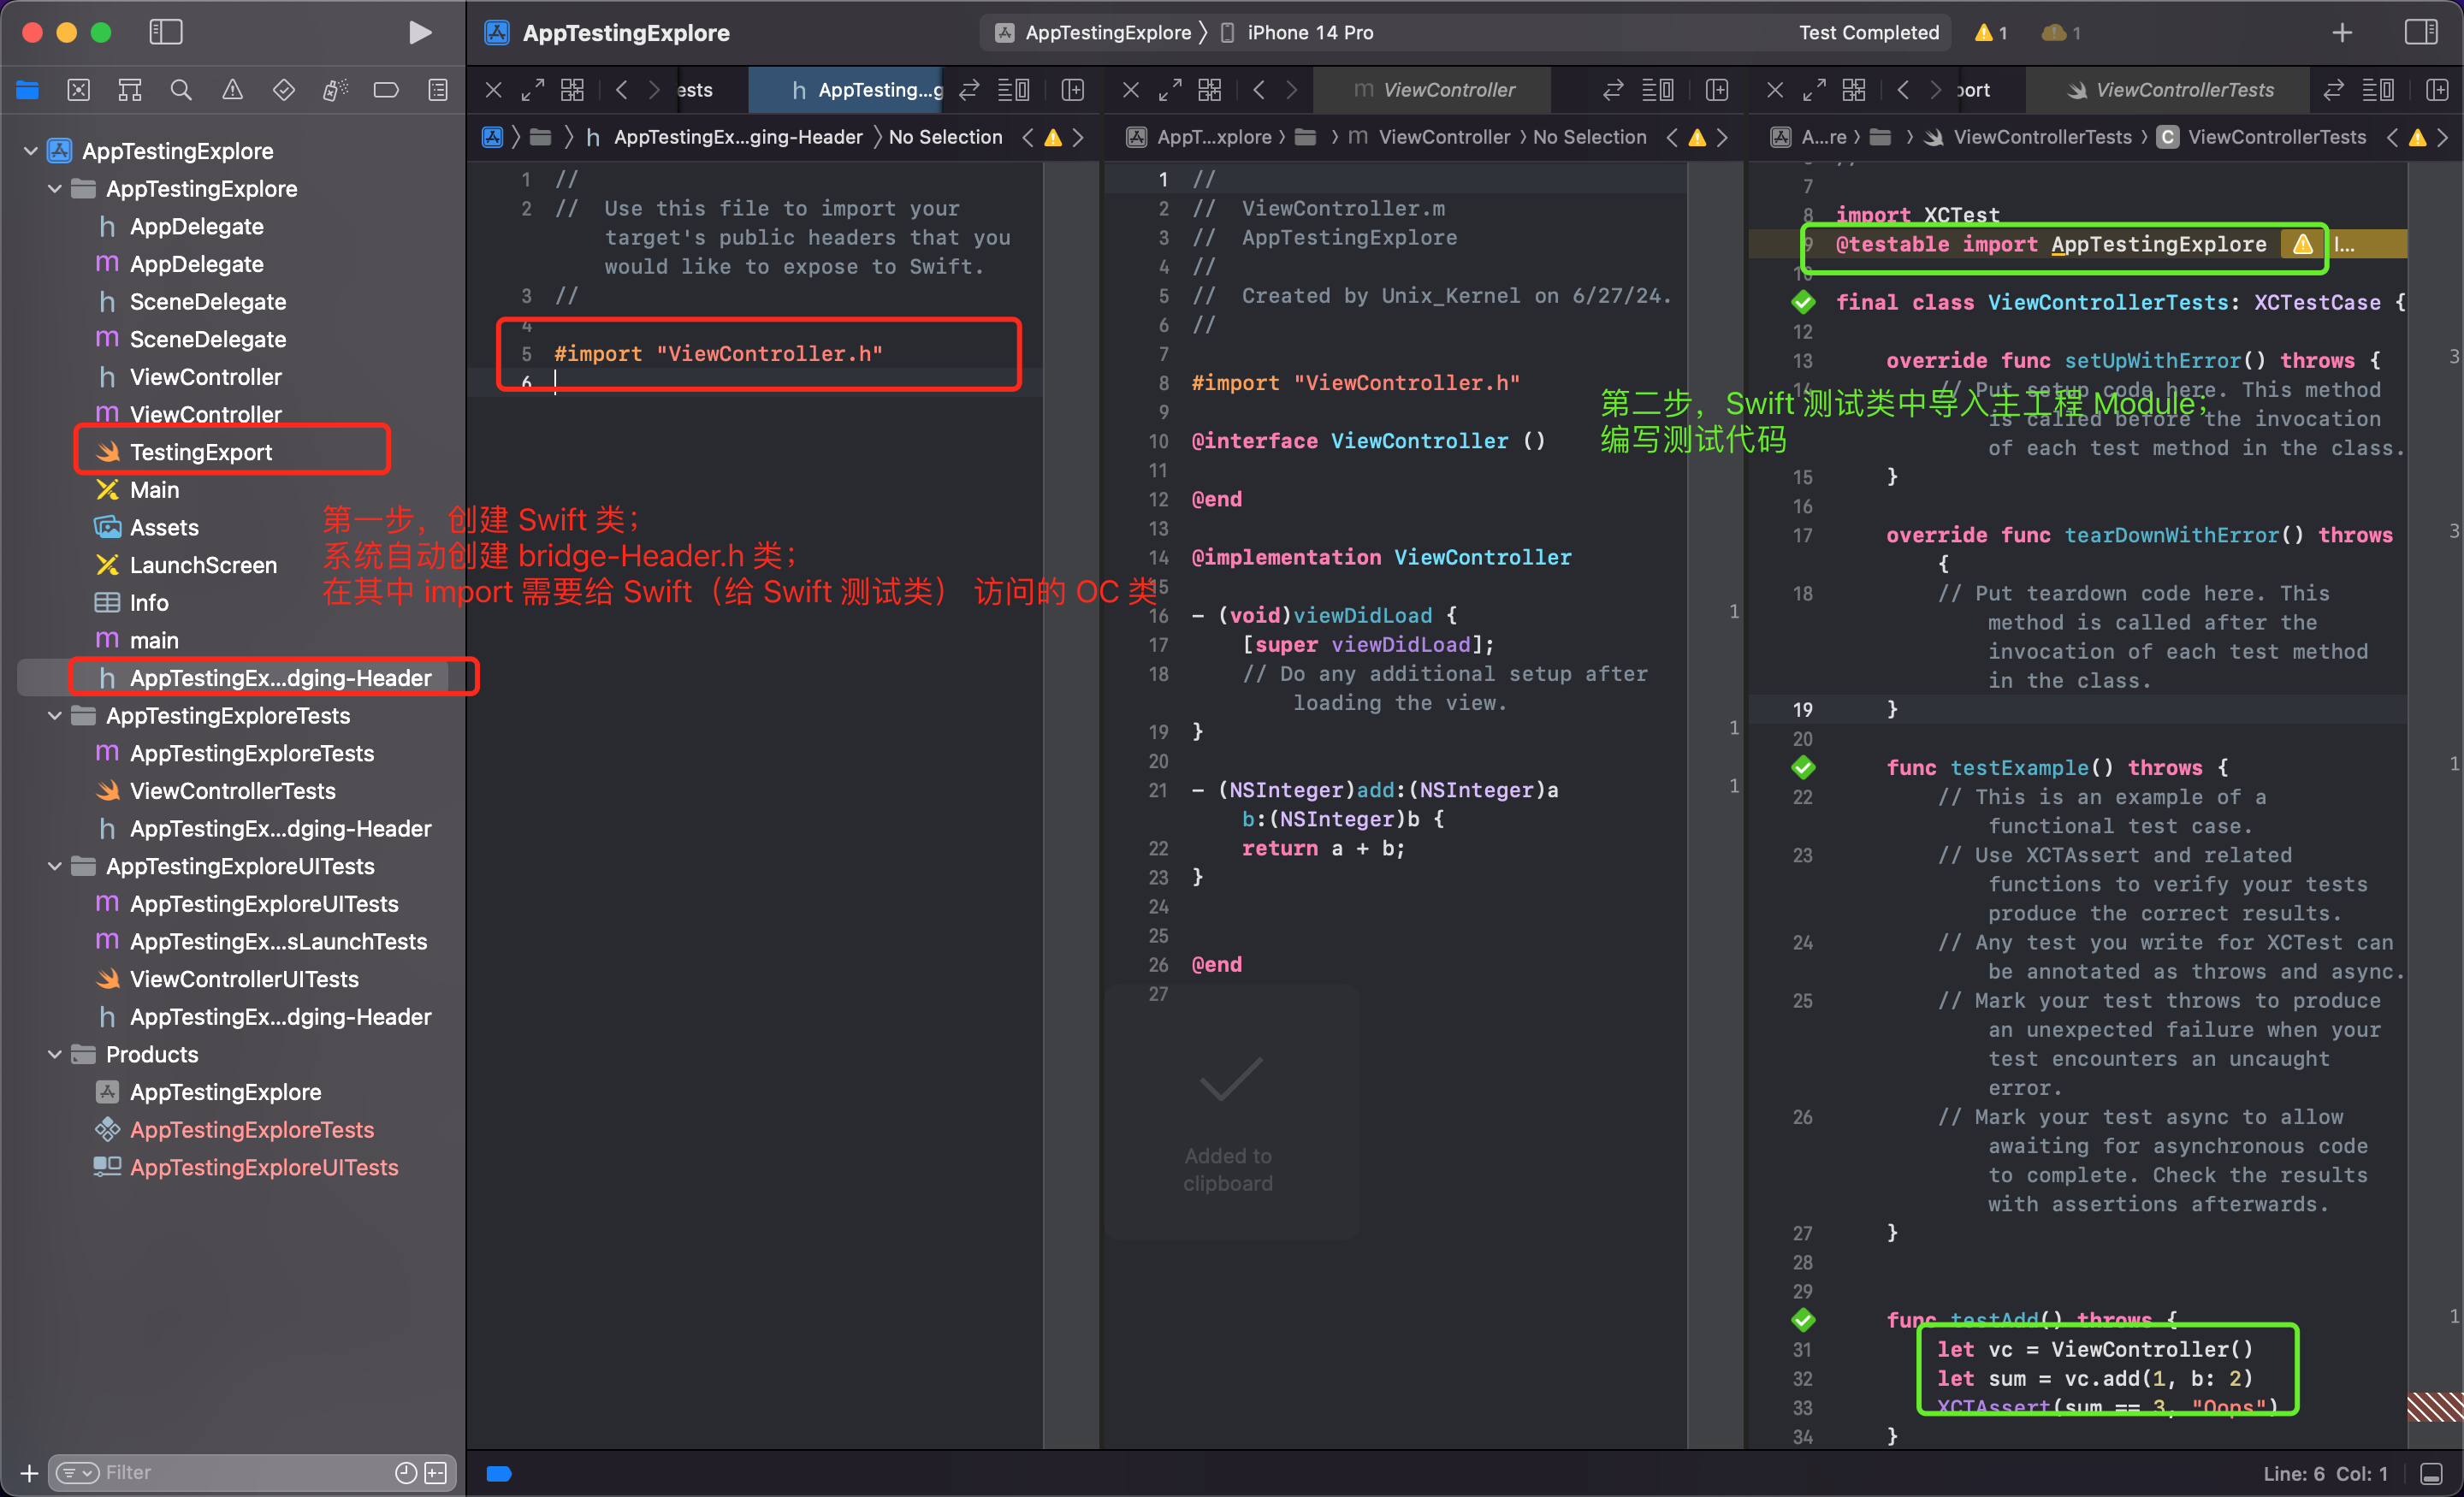 AppTestingExplore
AppTestingExplore 〉 iPhone 14 Pro
Test Completed
1
1
ests
AppTesting...g
ViewController
port
ViewControllerTests
AppTestingEx...ging-Header 〉 No Selection
AppT...xplore 〉 ViewController 〉 No Selection
A...re 〉 ViewControllerTests 〉 C ViewControllerTests
AppTestingExplore
AppTestingExplore
h AppDelegate
m AppDelegate
h SceneDelegate
m SceneDelegate
h ViewController
m ViewController
TestingExport
Main
Assets
LaunchScreen
Info
m main
h AppTestingEx...dging-Header
AppTestingExploreTests
m AppTestingExploreTests
ViewControllerTests
h AppTestingEx...dging-Header
AppTestingExploreUITests
m AppTestingExploreUITests
m AppTestingEx...sLaunchTests
ViewControllerUITests
h AppTestingEx...dging-Header
Products
AppTestingExplore
AppTestingExploreTests
AppTestingExploreUITests
Filter
第一步，创建 Swift 类；
系统自动创建 bridge-Header.h 类；
在其中 import 需要给 Swift（给 Swift 测试类） 访问的 OC 类
1 //
2 // Use this file to import your
target's public headers that you
would like to expose to Swift.
3 //
4
5 #import "ViewController.h"
6
1 //
2 // ViewController.m
3 // AppTestingExplore
4 //
5 // Created by Unix_Kernel on 6/27/24.
6 //
7
8 #import "ViewController.h"
9
10 @interface ViewController ()
11
12 @end
13
14 @implementation ViewController
15
16 - (void)viewDidLoad {
17 [super viewDidLoad];
18 // Do any additional setup after
loading the view.
19 }
20
21 - (NSInteger)add:(NSInteger)a
b:(NSInteger)b {
22 return a + b;
23 }
24
25
26 @end
27
1
1
1
Added to
clipboard
第二步，Swift 测试类中导入主工程 Module；
编写测试代码
//
7
8 import XCTest
9 @testable import AppTestingExplore I...
10
final class ViewControllerTests: XCTestCase {
12
13 override func setUpWithError() throws {
14 // Put setup code here. This method
is called before the invocation
of each test method in the class.
15 }
16
17 override func tearDownWithError() throws
{
18 // Put teardown code here. This
method is called after the
invocation of each test method
in the class.
19 }
20
func testExample() throws {
22 // This is an example of a
functional test case.
23 // Use XCTAssert and related
functions to verify your tests
produce the correct results.
24 // Any test you write for XCTest can
be annotated as throws and async.
25 // Mark your test throws to produce
an unexpected failure when your
test encounters an uncaught
error.
26 // Mark your test async to allow
awaiting for asynchronous code
to complete. Check the results
with assertions afterwards.
27 }
28
29
func testAdd() throws {
31 let vc = ViewController()
32 let sum = vc.add(1, b: 2)
33 XCTAssert(sum == 3, "Oops")
34 }
3
3
1
1
Line: 6 Col: 1